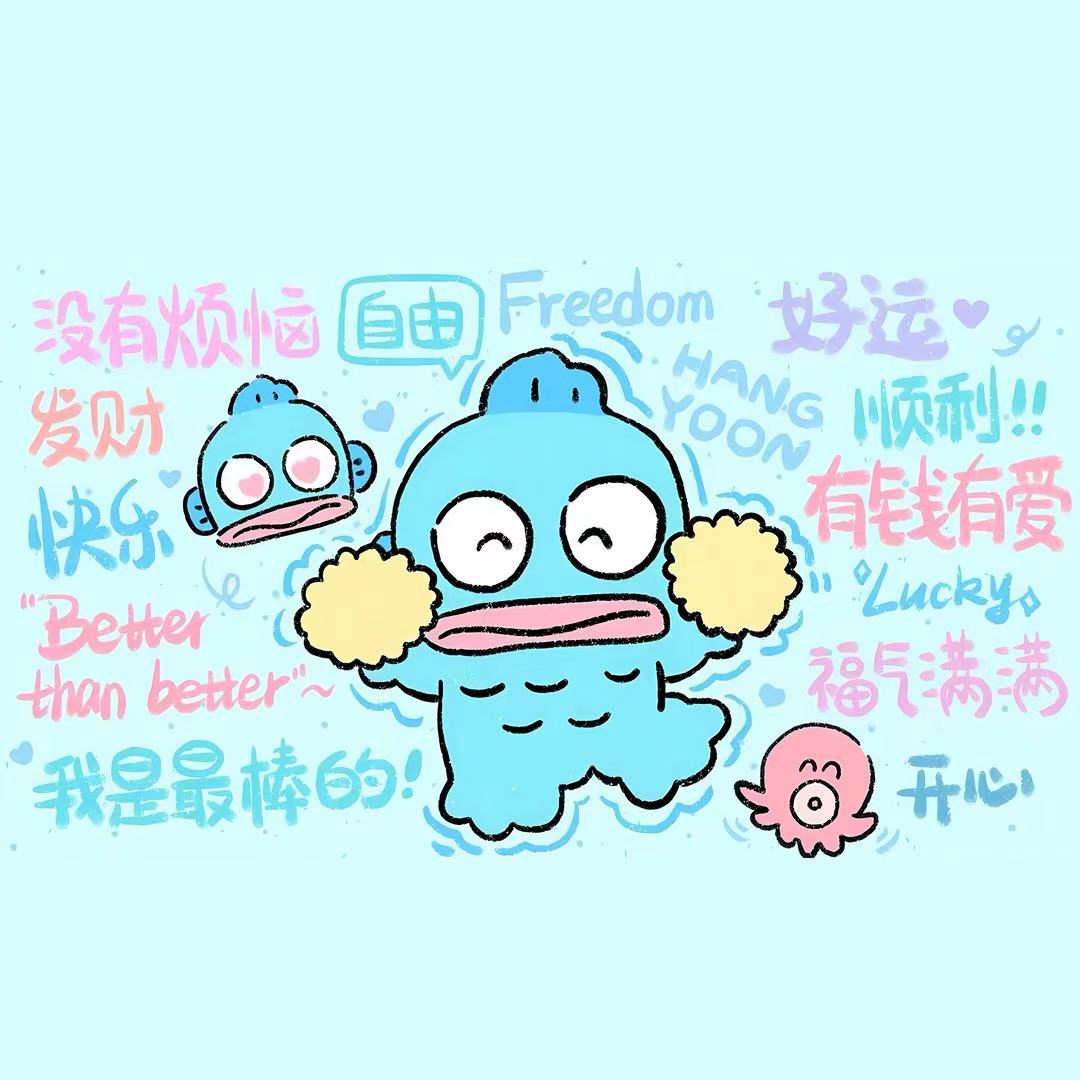 没有烦恼
自由
Freedom
好运
HANG
YOON
发财
顺利!!
快乐
有钱有爱
Lucky
"Better
than better"~
福气满满
我是最棒的!
开心